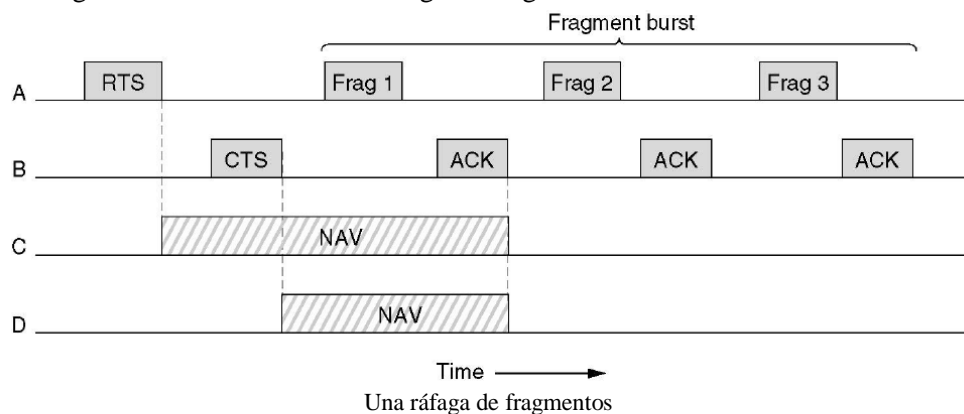 Fragment burst
A RTS Frag 1 Frag 2 Frag 3
B CTS ACK ACK ACK
C NAV
D NAV
Time
Una ráfaga de fragmentos